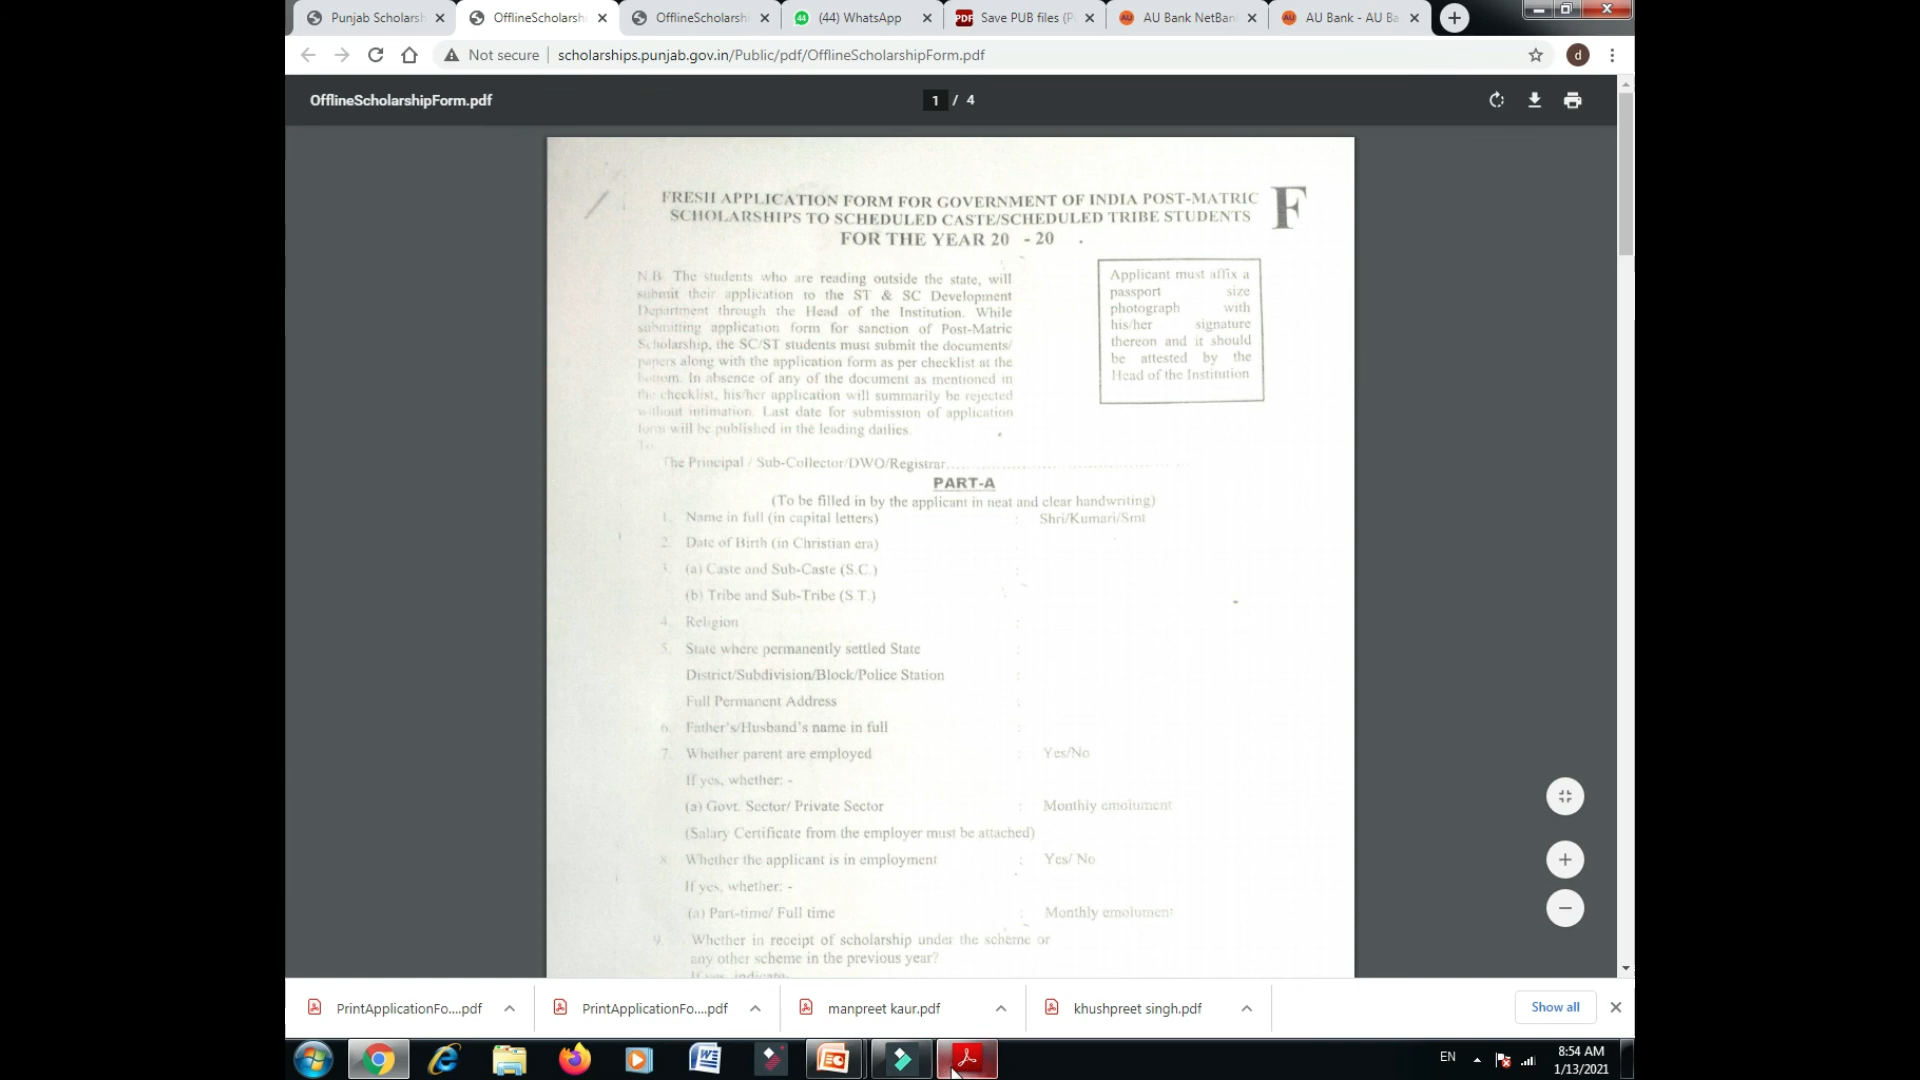 Punjab Scholarsh
OfflineScholarsh
OfflineScholarsh
(44) WhatsApp
PDF Save PUB files (P
AU Bank NetBan
AU Bank - AU Ba
Not secure scholarships.punjab.gov.in/Public/pdf/OfflineScholarshipForm.pdf
d
OfflineScholarshipForm.pdf
1 / 4
FRESH APPLICATION FORM FOR GOVERNMENT OF INDIA POST-MATRIC
SCHOLARSHIPS TO SCHEDULED CASTE/SCHEDULED TRIBE STUDENTS
FOR THE YEAR 20 - 20 .
F
N.B. The students who are reading outside the state, will
submit their application to the ST & SC Development
Department through the Head of the Institution. While
submitting application form for sanction of Post-Matric
Scholarship, the SC/ST students must submit the documents/
papers along with the application form as per checklist at the
bottom. In absence of any of the document as mentioned in
the checklist, his/her application will summarily be rejected
without intimation. Last date for submission of application
form will be published in the leading dailies.
Applicant must affix a
passport size
photograph with
his/her signature
thereon and it should
be attested by the
Head of the Institution
To
The Principal / Sub-Collector/DWO/Registrar..........................................
PART-A
(To be filled in by the applicant in neat and clear handwriting)
1. Name in full (in capital letters) : Shri/Kumari/Smt
2. Date of Birth (in Christian era)
3. (a) Caste and Sub-Caste (S.C.) :
(b) Tribe and Sub-Tribe (S.T.) :
4. Religion :
5. State where permanently settled State :
District/Subdivision/Block/Police Station :
Full Permanent Address :
6. Father's/Husband's name in full :
7. Whether parent are employed : Yes/No
If yes, whether: -
(a) Govt. Sector/ Private Sector : Monthly emolument
(Salary Certificate from the employer must be attached)
8. Whether the applicant is in employment : Yes/ No
If yes, whether: -
(a) Part-time/ Full time : Monthly emolument
9. Whether in receipt of scholarship under the scheme or
any other scheme in the previous year?
If yes, indicate-
PrintApplicationFo....pdf
PrintApplicationFo....pdf
manpreet kaur.pdf
khushpreet singh.pdf
Show all
EN
8:54 AM
1/13/2021